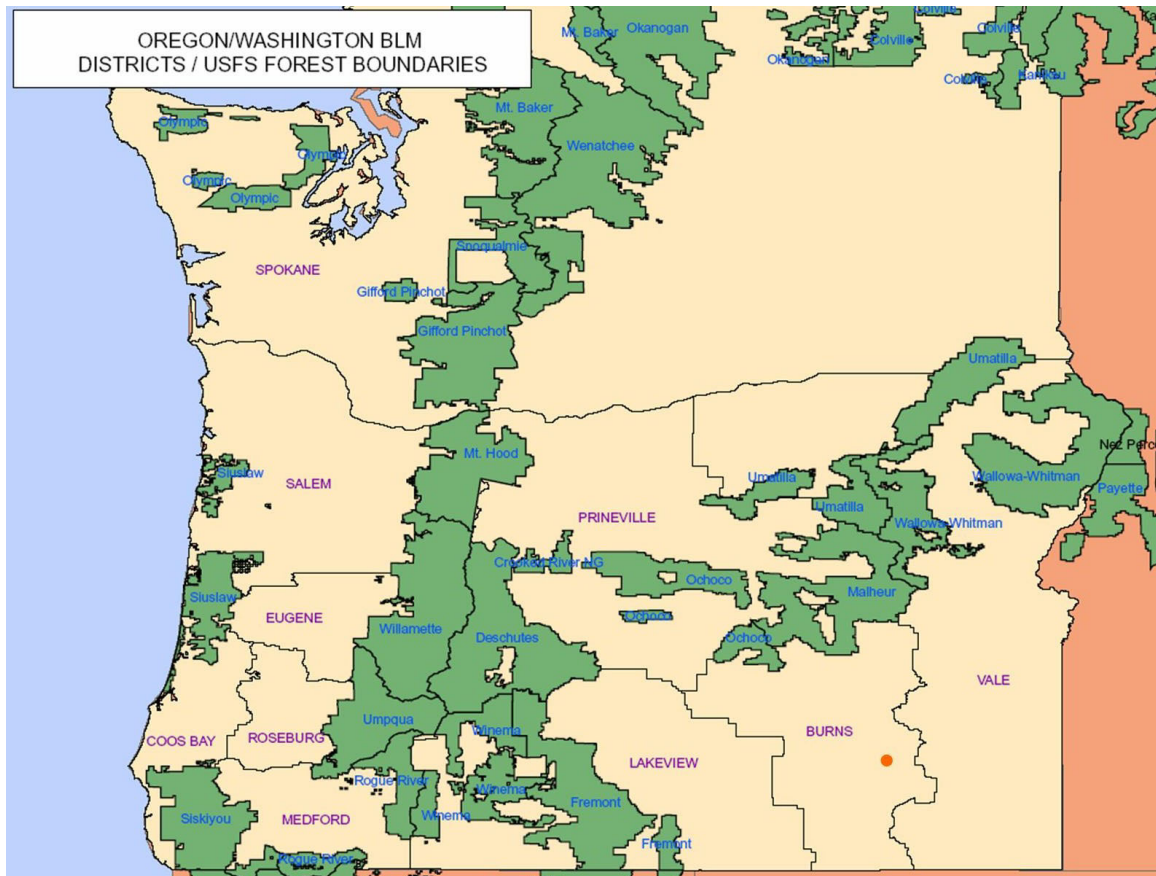 OREGON/WASHINGTON BLM
DISTRICTS / USFS FOREST BOUNDARIES
Colville
Mt. Baker
Okanogan
Colville
Okanogan
Colville
Colville
Kaniksu
Ka
Mt. Baker
Olympic
Olympic
Wenatchee
Olympic
Olympic
Snoqualmie
SPOKANE
Gifford Pinchot
Gifford Pinchot
Umatilla
Mt. Hood
Nez Perce
Siuslaw
SALEM
Umatilla
Wallowa-Whitman
Payette
Umatilla
PRINEVILLE
Wallowa-Whitman
Crooked River NG
Ochoco
Siuslaw
Malheur
EUGENE
Ochoco
Willamette
Deschutes
Ochoco
VALE
Umpqua
Winema
BURNS
COOS BAY
ROSEBURG
LAKEVIEW
Rogue River
Winema
Fremont
Siskiyou
MEDFORD
Winema
Fremont
Rogue River